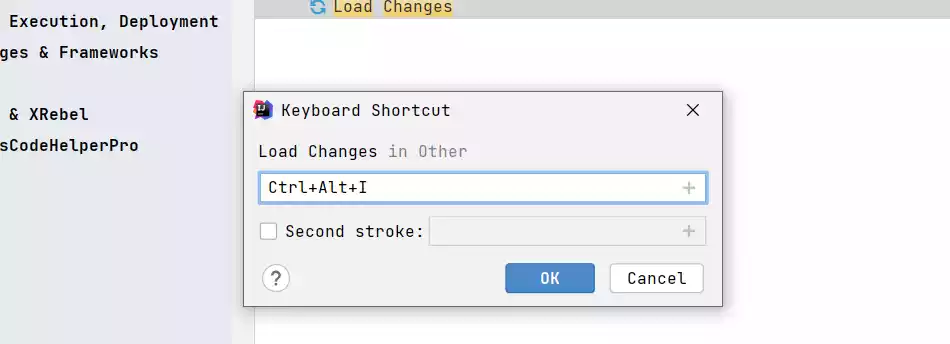 Load Changes
Execution, Deployment
ges & Frameworks
& XRebel
sCodeHelperPro
Keyboard Shortcut
Load Changes in Other
Ctrl+Alt+I
Second stroke:
?
OK
Cancel